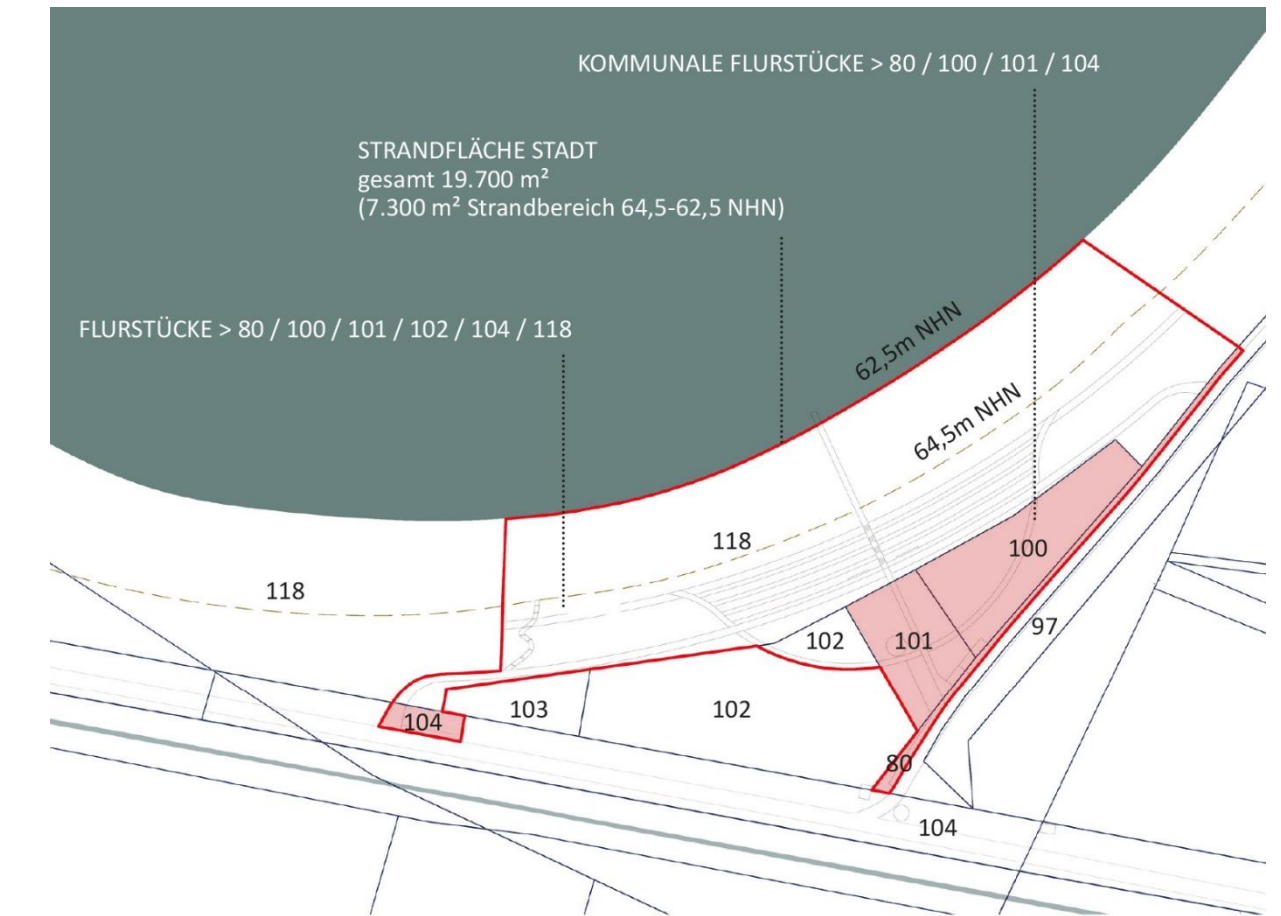 KOMMUNALE FLURSTÜCKE > 80 / 100 / 101 / 104
STRANDFLÄCHE STADT
gesamt 19.700 m²
(7.300 m² Strandbereich 64,5-62,5 NHN)
FLURSTÜCKE > 80 / 100 / 101 / 102 / 104 / 118
62,5m NHN
64,5m NHN
118
100
118
97
102
101
103
102
104
80
104